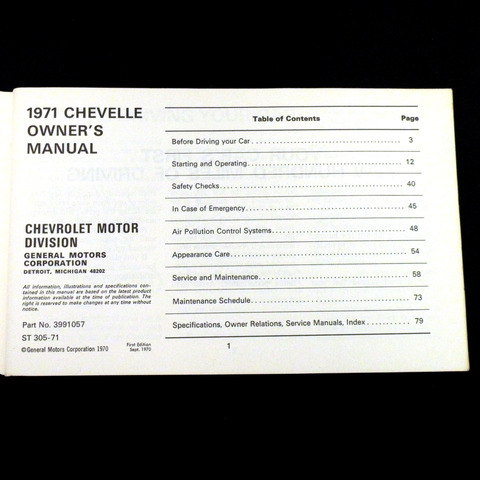 1971 CHEVELLE
OWNER'S
MANUAL
CHEVROLET MOTOR
DIVISION
GENERAL MOTORS
CORPORATION
DETROIT, MICHIGAN 48202
All information, illustrations and specifications con-
tained in this manual are based on the latest product
information available at the time of publication. The
right is reserved to make changes at any time without
notice.
Part No. 3991057
ST 305-71
©General Motors Corporation 1970
First Edition
Sept. 1970
Table of Contents Page
Before Driving your Car 3
Starting and Operating 12
Safety Checks 40
In Case of Emergency 45
Air Pollution Control Systems 48
Appearance Care 54
Service and Maintenance 58
Maintenance Schedule 73
Specifications, Owner Relations, Service Manuals, Index 79
1